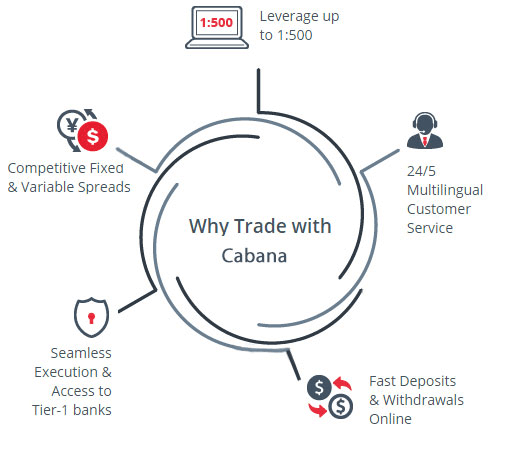 1:500
Leverage up
to 1:500
¥
$
Competitive Fixed
& Variable Spreads
24/5
Multilingual
Customer
Service
Why Trade with
Cabana
Seamless
Execution &
Access to
Tier-1 banks
$
$
Fast Deposits
& Withdrawals
Online